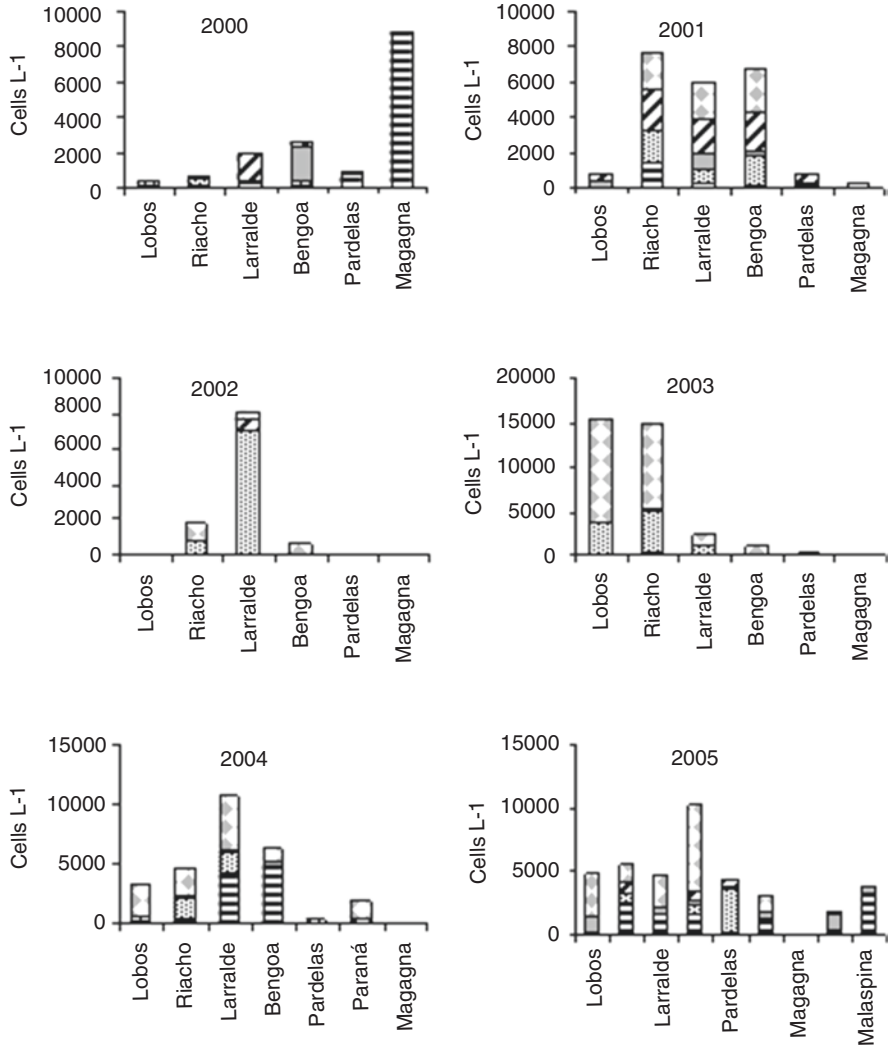 2000
Cells L-1
10000
8000
6000
4000
2000
0
Lobos
Riacho
Larralde
Bengoa
Pardelas
Magagna
2001
Cells L-1
10000
8000
6000
4000
2000
0
Lobos
Riacho
Larralde
Bengoa
Pardelas
Magagna
2002
Cells L-1
10000
8000
6000
4000
2000
0
Lobos
Riacho
Larralde
Bengoa
Pardelas
Magagna
2003
Cells L-1
20000
15000
10000
5000
0
Lobos
Riacho
Larralde
Bengoa
Pardelas
Magagna
2004
Cells L-1
15000
10000
5000
0
Lobos
Riacho
Larralde
Bengoa
Pardelas
Paraná
Magagna
2005
Cells L-1
15000
10000
5000
0
Lobos
Larralde
Pardelas
Magagna
Malaspina